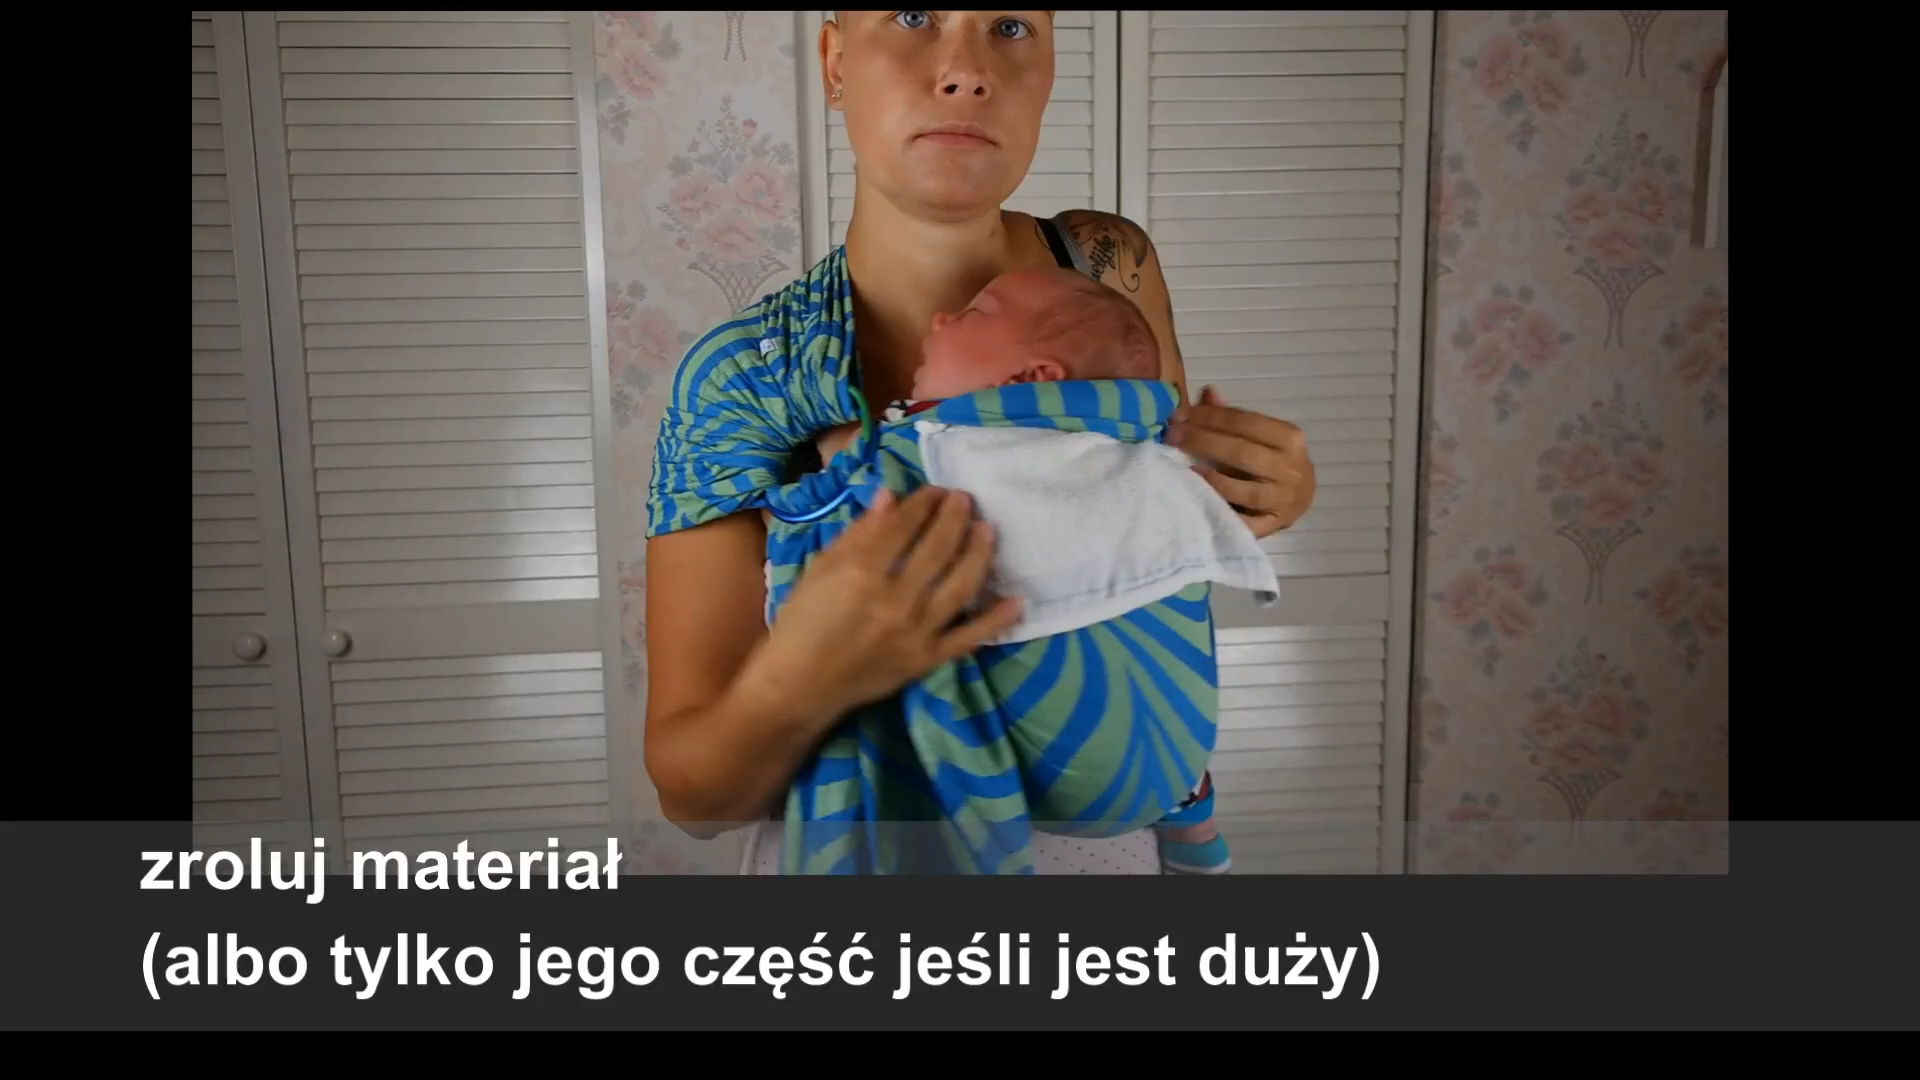 zroluj materiał
(albo tylko jego część jeśli jest duży)